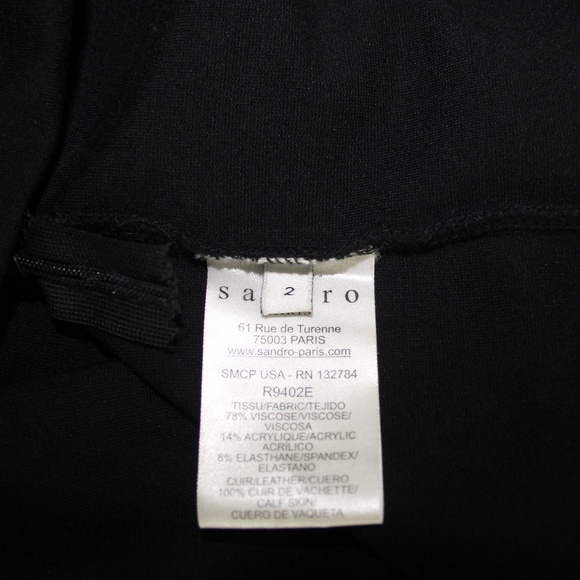 sa ro
2
61 Rue de Turenne
75003 PARIS
www.sandro-paris.com
SMCP USA - RN 132784
R9402E
TISSU/FABRIC/TEJIDO
78% VISCOSE/VISCOSE/
VISCOSA
14% ACRYLIQUE/ACRYLIC
ACRÍLICO
8% ELASTHANE/SPANDEX/
ELASTANO
CUIR/LEATHER/CUERO
100% CUIR DE VACHETTE/
CALF SKIN/
CUERO DE VAQUETA